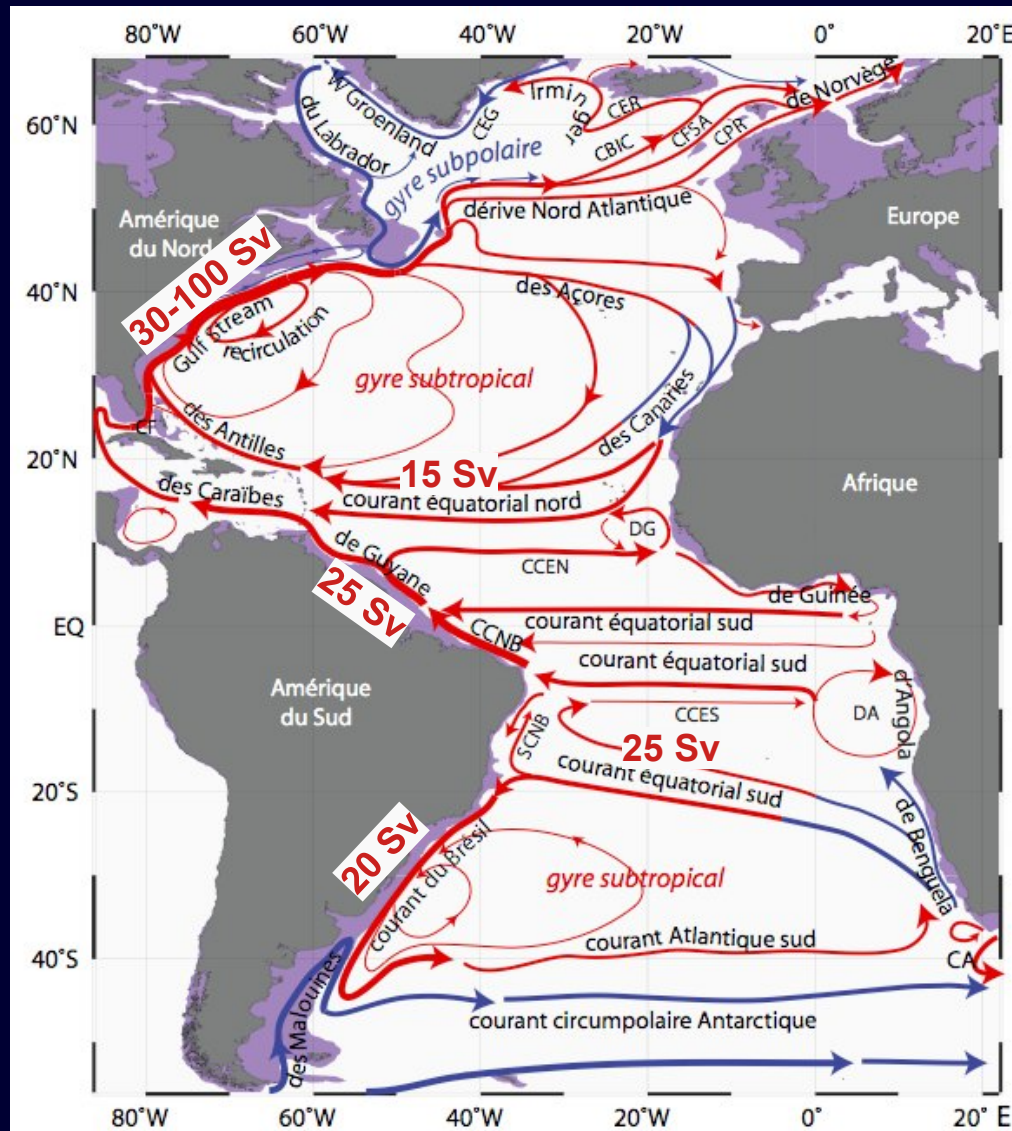 80˚W 60˚W 40˚W 20˚W 0˚ 20˚E
60˚N
40˚N
20˚N
EQ
20˚S
40˚S
W Groenland
du Labrador
CEG
Irmin
ger
CER
CBIC
CFSA
CPR
de Norvège
gyre subpolaire
dérive Nord Atlantique
Amérique
du Nord
Europe
30-100 Sv
Gulf Stream
recirculation
des Açores
gyre subtropical
des Canaries
des Antilles
CF
15 Sv
courant équatorial nord
des Caraïbes
Afrique
DG
de Guyane
CCEN
25 Sv
de Guinée
courant équatorial sud
CCNB
courant équatorial sud
Amérique
du Sud
d'Angola
DA
CCES
SCNB
25 Sv
courant équatorial sud
de Benguela
20 Sv
courant du Brésil
gyre subtropical
courant Atlantique sud
CA
des Malouines
courant circumpolaire Antarctique
80˚W 60˚W 40˚W 20˚W 0˚ 20˚ E